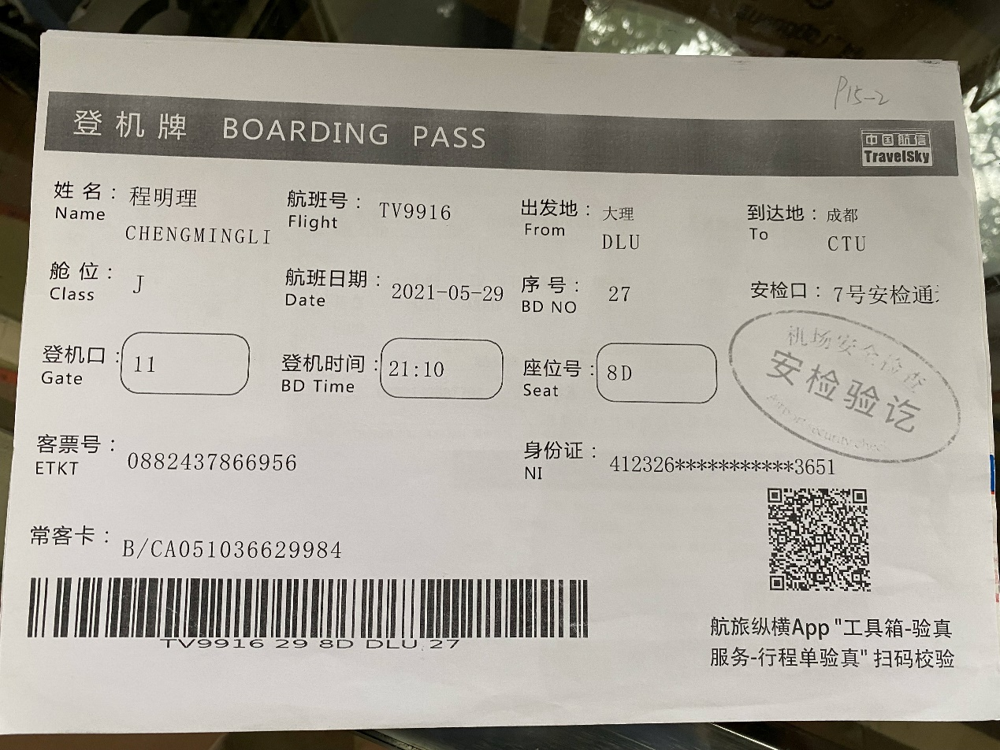 P15-2
登机牌 BOARDING PASS
中国航信
TravelSky
姓名： 程明理 航班号： TV9916 出发地： 大理 到达地： 成都
Name CHENGMINGLI Flight From DLU To CTU
舱位： J 航班日期： 2021-05-29 序号： 27 安检口： 7号安检通
Class Date BD NO
登机口： 11 登机时间： 21:10 座位号： 8D
Gate BD Time Seat
机场安全检查
安检验讫
客票号： 0882437866956 身份证： 412326***********3651
ETKT NI
常客卡： B/CA051036629984
TV9916 29 8D DLU 27
航旅纵横App "工具箱-验真
服务-行程单验真" 扫码校验